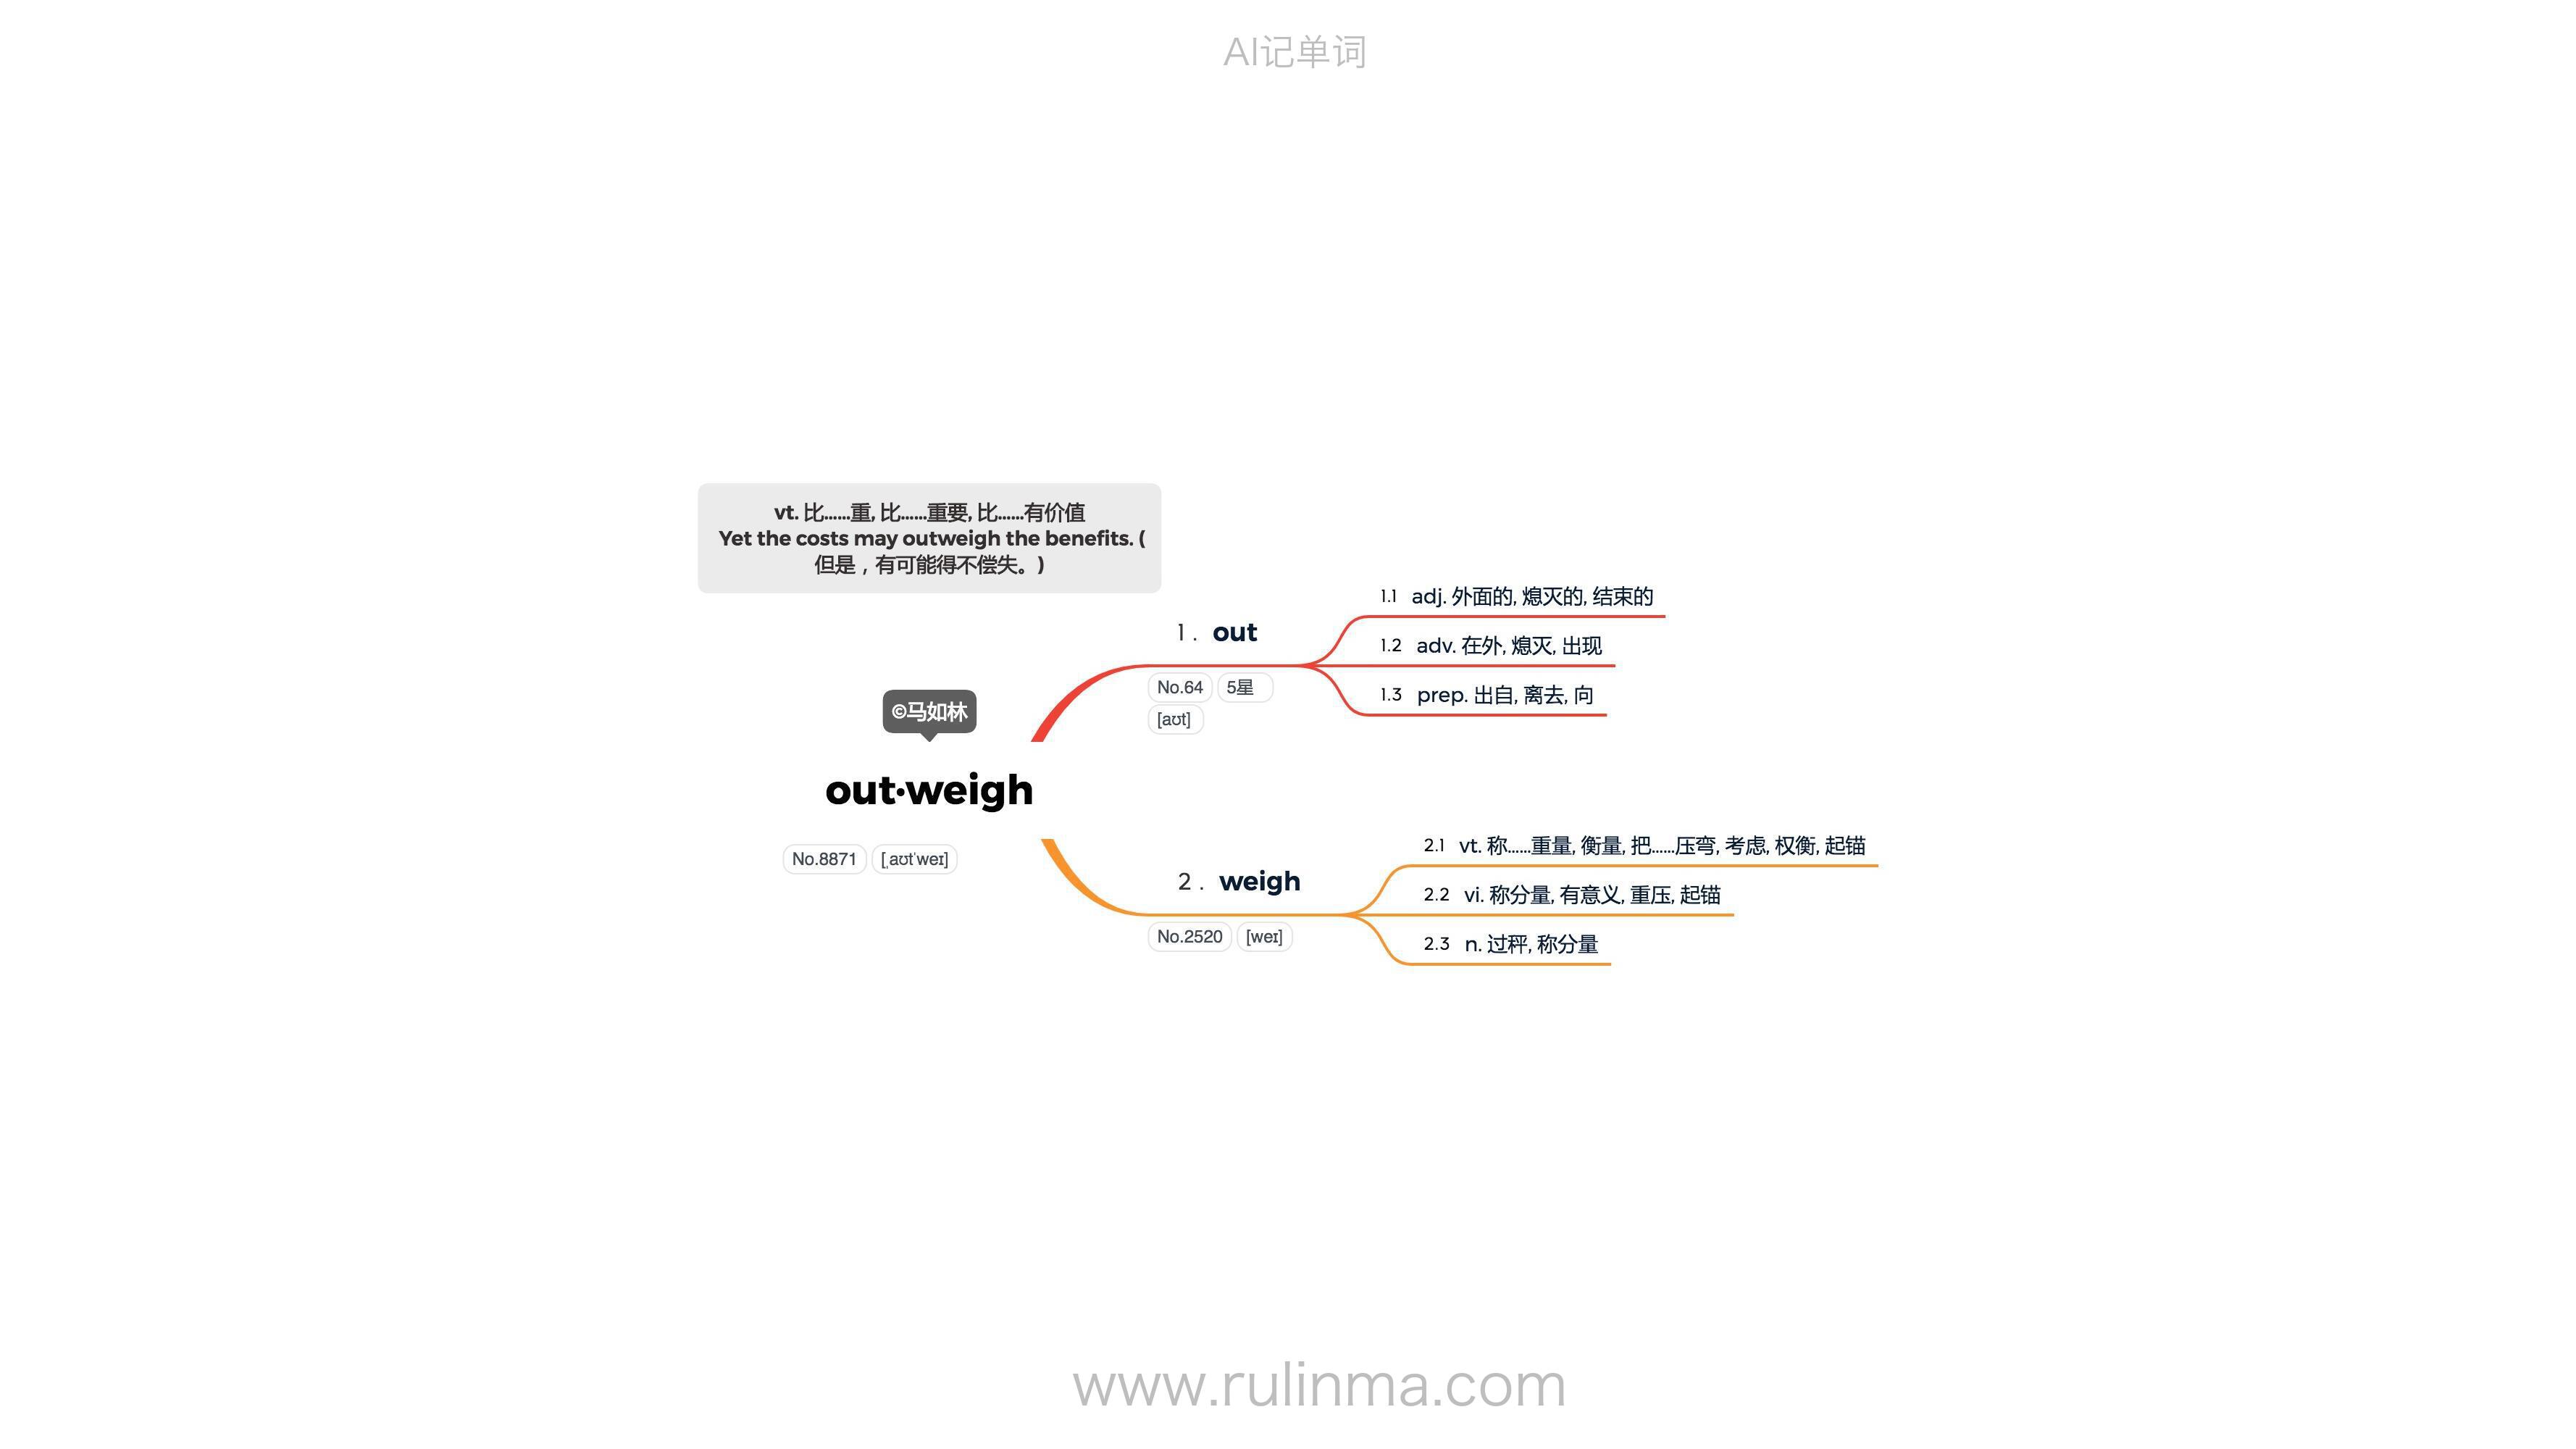 AI记单词
vt. 比……重, 比……重要, 比……有价值
Yet the costs may outweigh the benefits. (
但是，有可能得不偿失。)
©马如林
out·weigh
No.8871 [ˌaʊtˈweɪ]
1. out
No.64 5星
[aʊt]
1.1 adj. 外面的, 熄灭的, 结束的
1.2 adv. 在外, 熄灭, 出现
1.3 prep. 出自, 离去, 向
2. weigh
No.2520 [weɪ]
2.1 vt. 称……重量, 衡量, 把……压弯, 考虑, 权衡, 起锚
2.2 vi. 称分量, 有意义, 重压, 起锚
2.3 n. 过秤, 称分量
www.rulinma.com